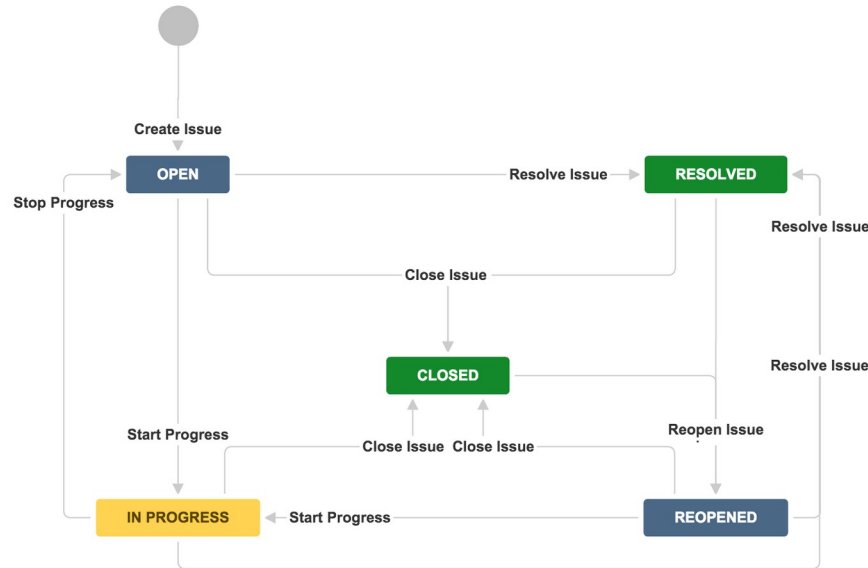 Create Issue
OPEN
Resolve Issue
RESOLVED
Stop Progress
Resolve Issue
Close Issue
CLOSED
Resolve Issue
Start Progress
Reopen Issue
Close Issue
Close Issue
IN PROGRESS
Start Progress
REOPENED